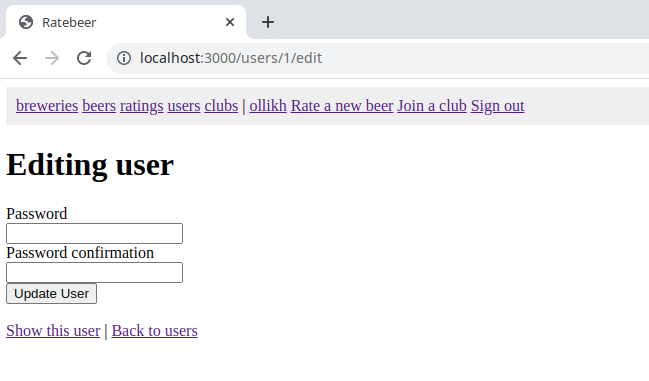 Ratebeer
localhost:3000/users/1/edit
breweries beers ratings users clubs | ollikh Rate a new beer Join a club Sign out
Editing user
Password
Password confirmation
Update User
Show this user | Back to users